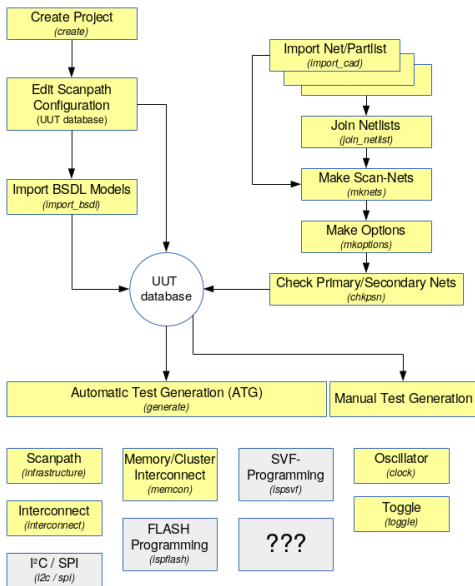 Create Project
(create)
Edit Scanpath
Configuration
(UUT database)
Import BSDL Models
(import_bsdl)
Import Net/Partlist
(import_cad)
Join Netlists
(join_netlist)
Make Scan-Nets
(mknets)
Make Options
(mkoptions)
Check Primary/Secondary Nets
(chkpsn)
UUT
database
Automatic Test Generation (ATG)
(generate)
Manual Test Generation
Scanpath
(infrastructure)
Memory/Cluster
Interconnect
(memcon)
SVF-
Programming
(ispsvf)
Oscillator
(clock)
Interconnect
(interconnect)
FLASH
Programming
(ispflash)
???
Toggle
(toggle)
I²C / SPI
(i2c / spi)